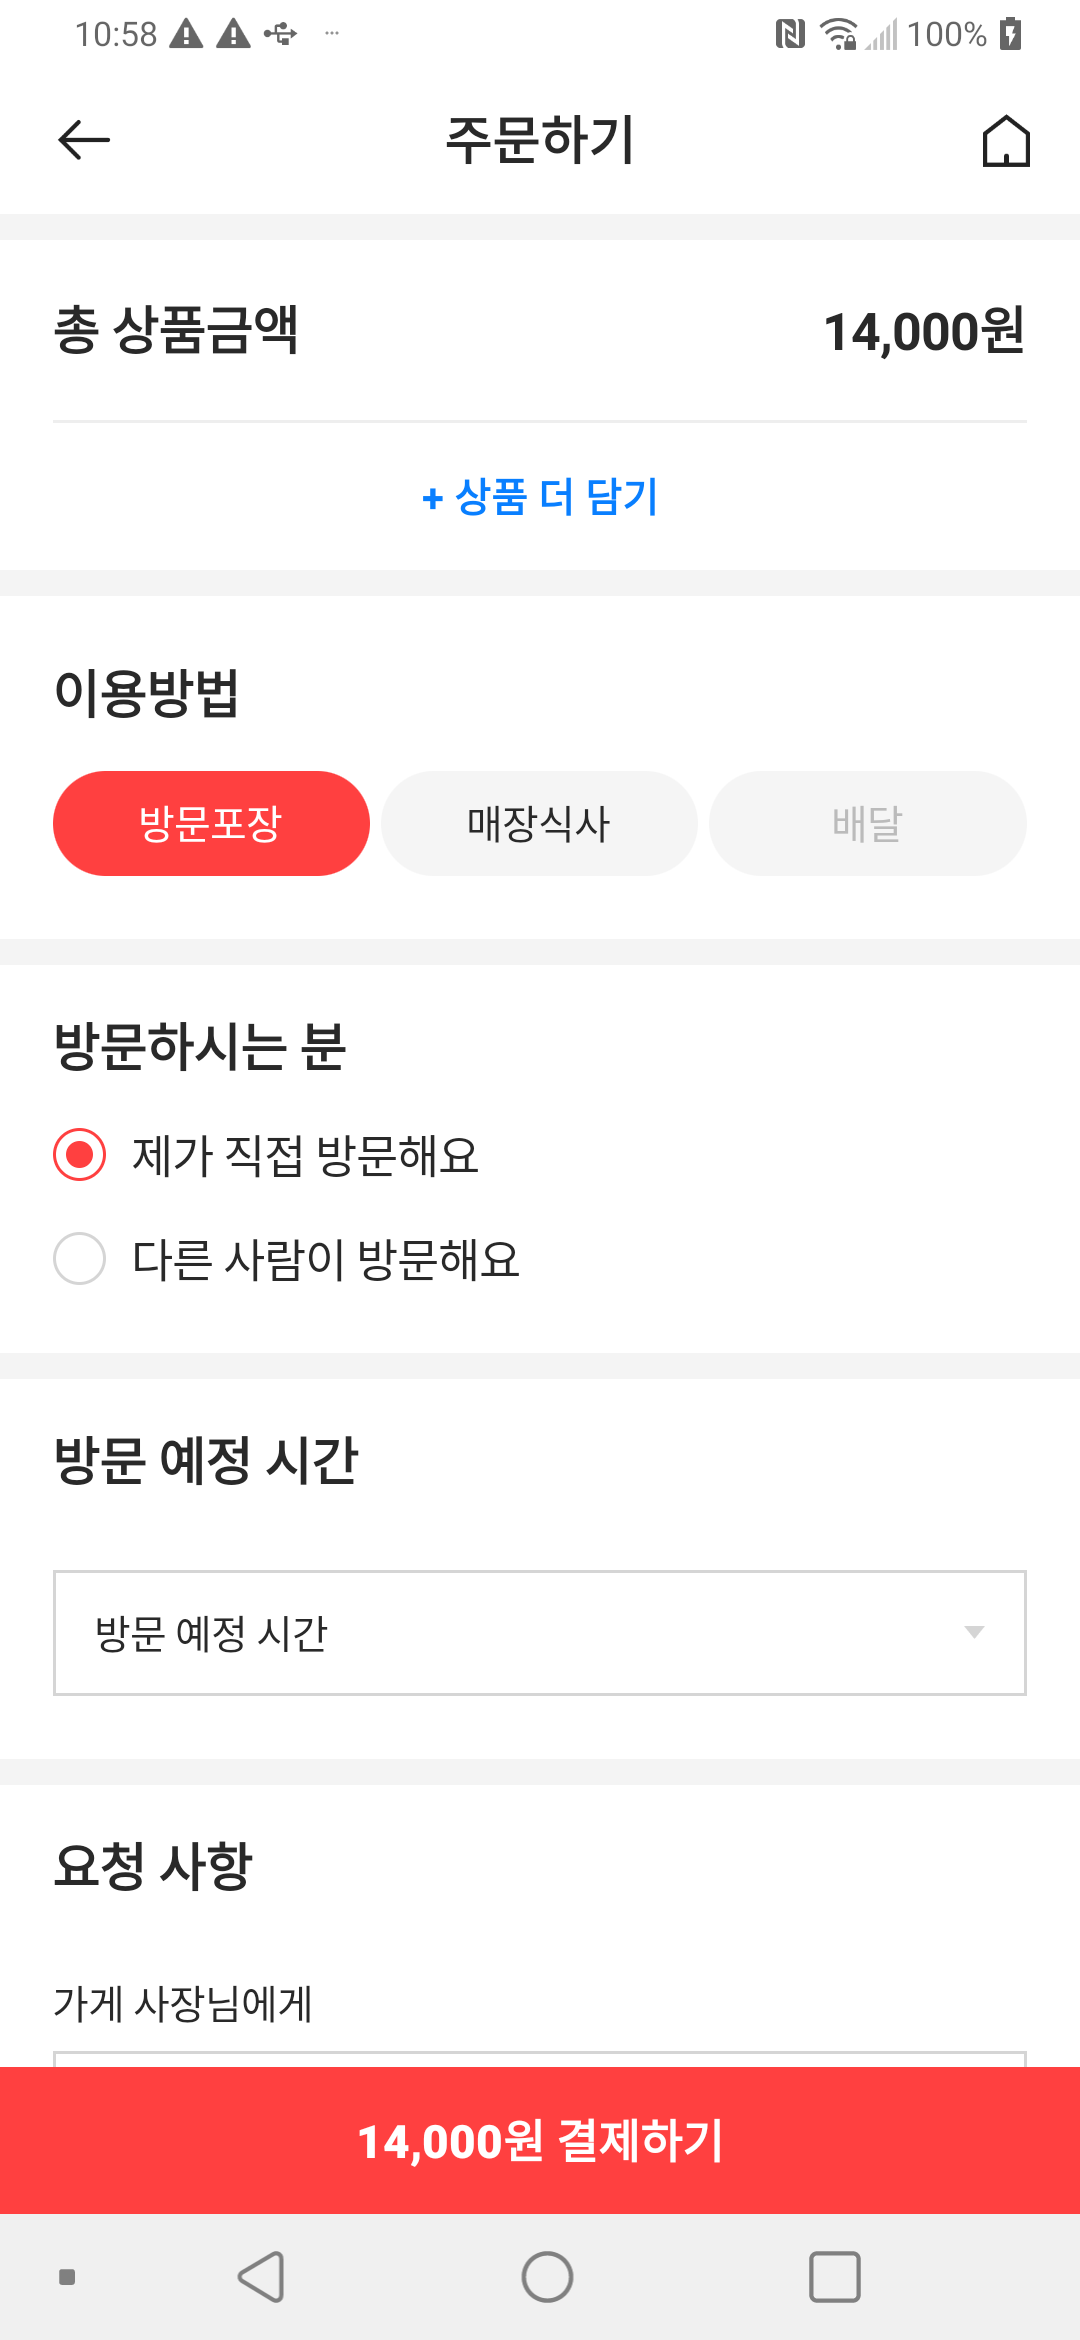 10:58
100%
주문하기
총 상품금액 14,000원
+ 상품 더 담기
이용방법
방문포장 매장식사 배달
방문하시는 분
제가 직접 방문해요
다른 사람이 방문해요
방문 예정 시간
방문 예정 시간
요청 사항
가게 사장님에게
14,000원 결제하기